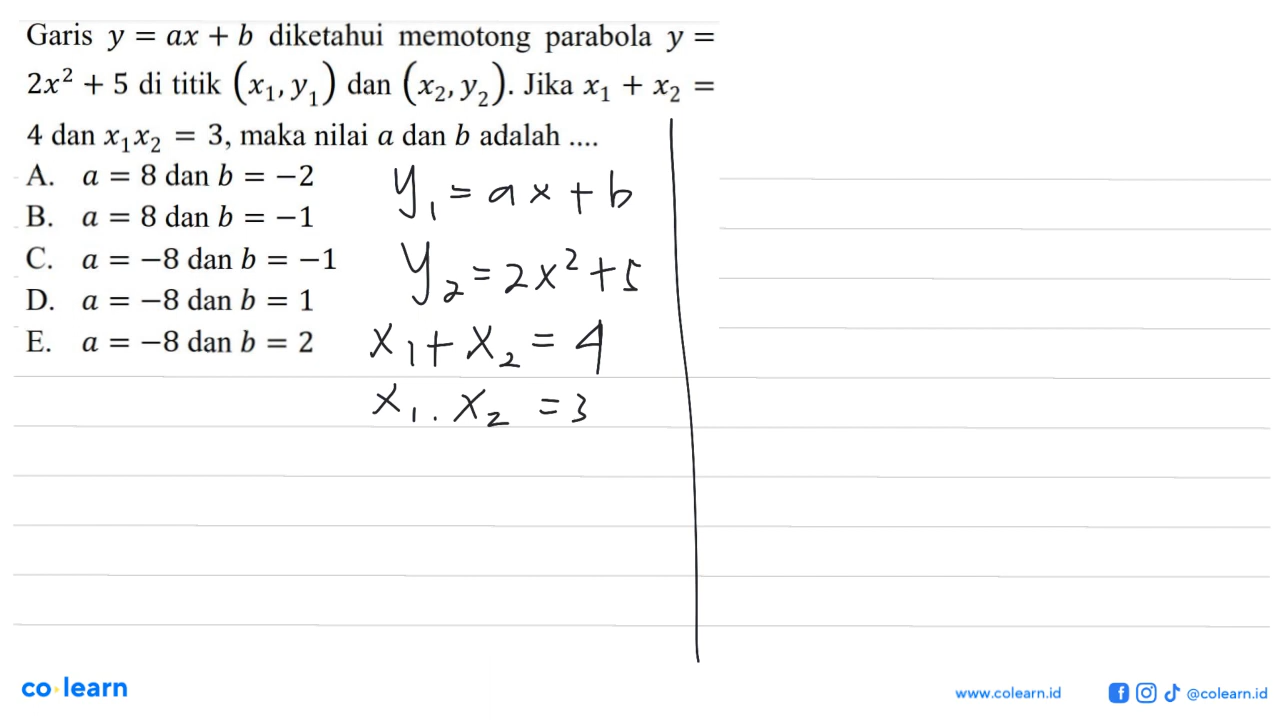 Garis y = ax + b diketahui memotong parabola y =
2x² + 5 di titik (x₁, y₁) dan (x₂, y₂). Jika x₁ + x₂ =
4 dan x₁x₂ = 3, maka nilai a dan b adalah ....
A. a = 8 dan b = −2
B. a = 8 dan b = −1
C. a = −8 dan b = −1
D. a = −8 dan b = 1
E. a = −8 dan b = 2
y₁ = ax + b
y₂ = 2x² + 5
x₁ + x₂ = 4
x₁ . x₂ = 3
co learn
www.colearn.id
@colearn.id